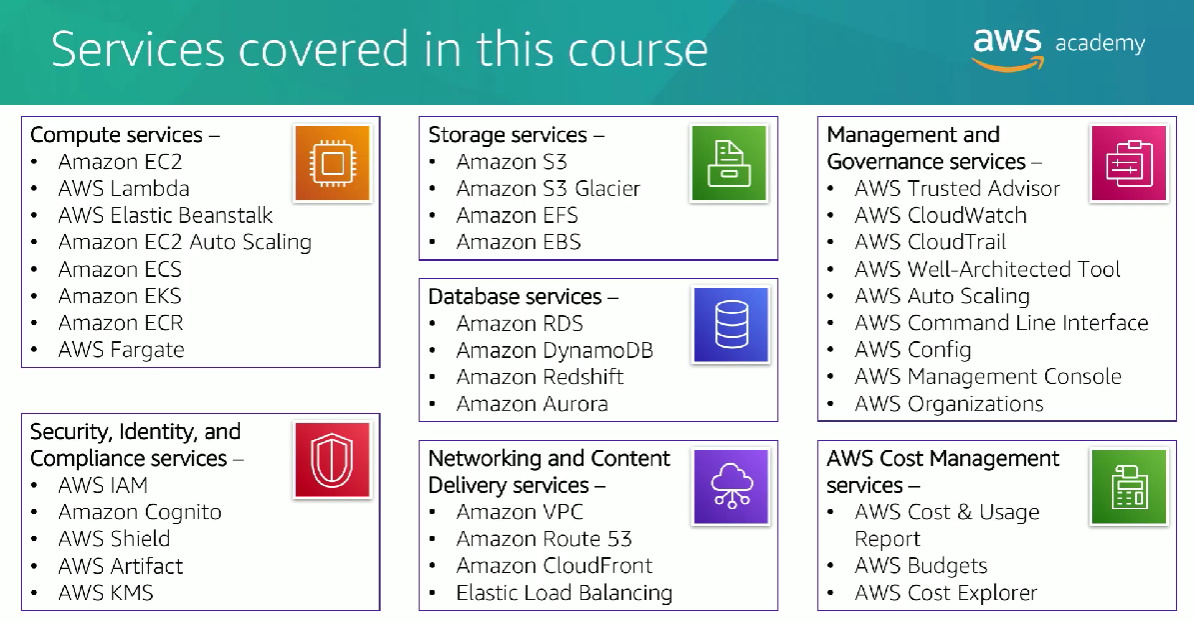 Services covered in this course
aws academy
Compute services –
• Amazon EC2
• AWS Lambda
• AWS Elastic Beanstalk
• Amazon EC2 Auto Scaling
• Amazon ECS
• Amazon EKS
• Amazon ECR
• AWS Fargate
Security, Identity, and
Compliance services –
• AWS IAM
• Amazon Cognito
• AWS Shield
• AWS Artifact
• AWS KMS
Storage services –
• Amazon S3
• Amazon S3 Glacier
• Amazon EFS
• Amazon EBS
Database services –
• Amazon RDS
• Amazon DynamoDB
• Amazon Redshift
• Amazon Aurora
Networking and Content
Delivery services –
• Amazon VPC
• Amazon Route 53
• Amazon CloudFront
• Elastic Load Balancing
Management and
Governance services –
• AWS Trusted Advisor
• AWS CloudWatch
• AWS CloudTrail
• AWS Well-Architected Tool
• AWS Auto Scaling
• AWS Command Line Interface
• AWS Config
• AWS Management Console
• AWS Organizations
AWS Cost Management
services –
• AWS Cost & Usage
Report
• AWS Budgets
• AWS Cost Explorer